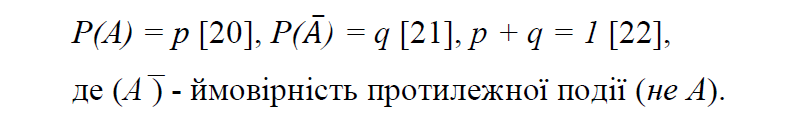 P(A) = p [20], P(Ā) = q [21], p + q = 1 [22],
де (A ‾) - ймовірність протилежної події (не A).